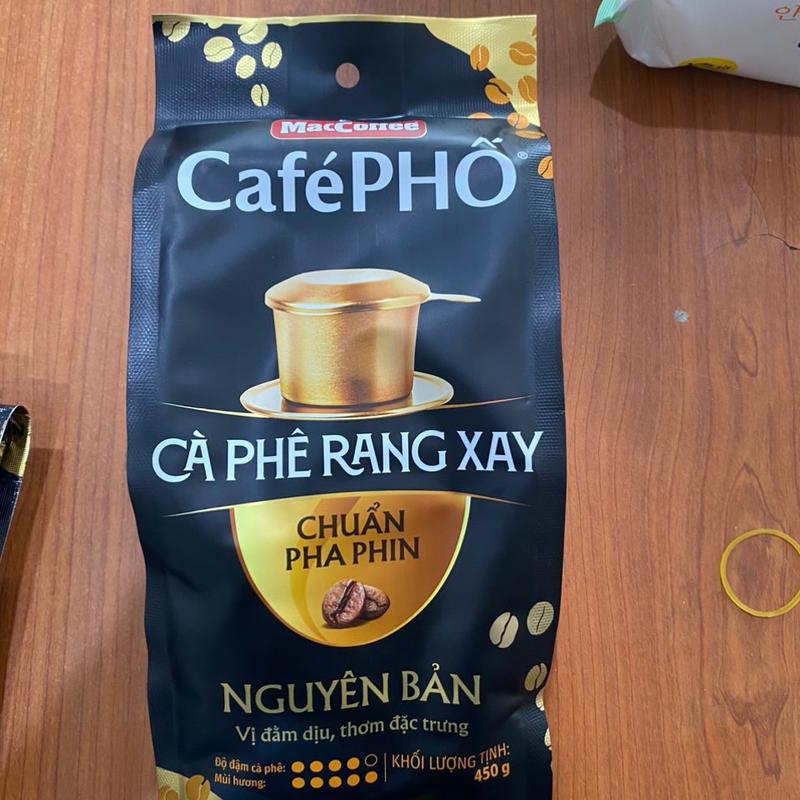 MacCoffee
CaféPHỐ®
CÀ PHÊ RANG XAY
CHUẨN
PHA PHIN
NGUYÊN BẢN
Vị đằm dịu, thơm đặc trưng
Độ đậm cà phê:
Mùi hương:
KHỐI LƯỢNG TỊNH:
450 g